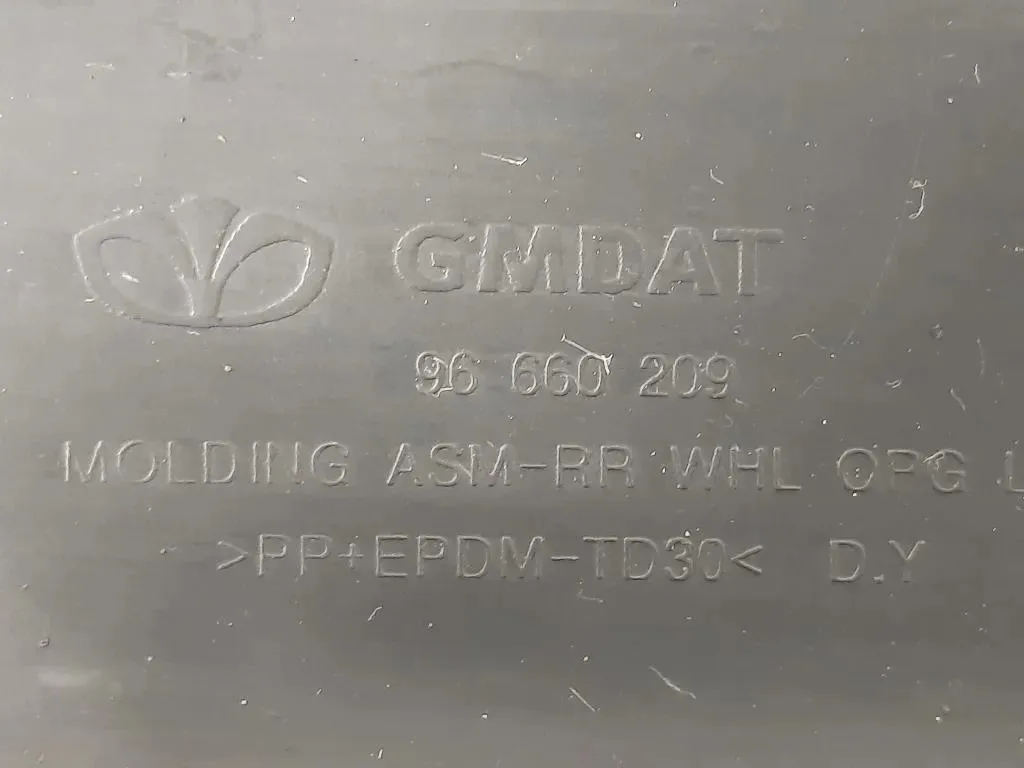 GMDAT
96 660 209
MOLDING ASM-RR WHL OPG L
>PP+EPDM-TD30< D.Y